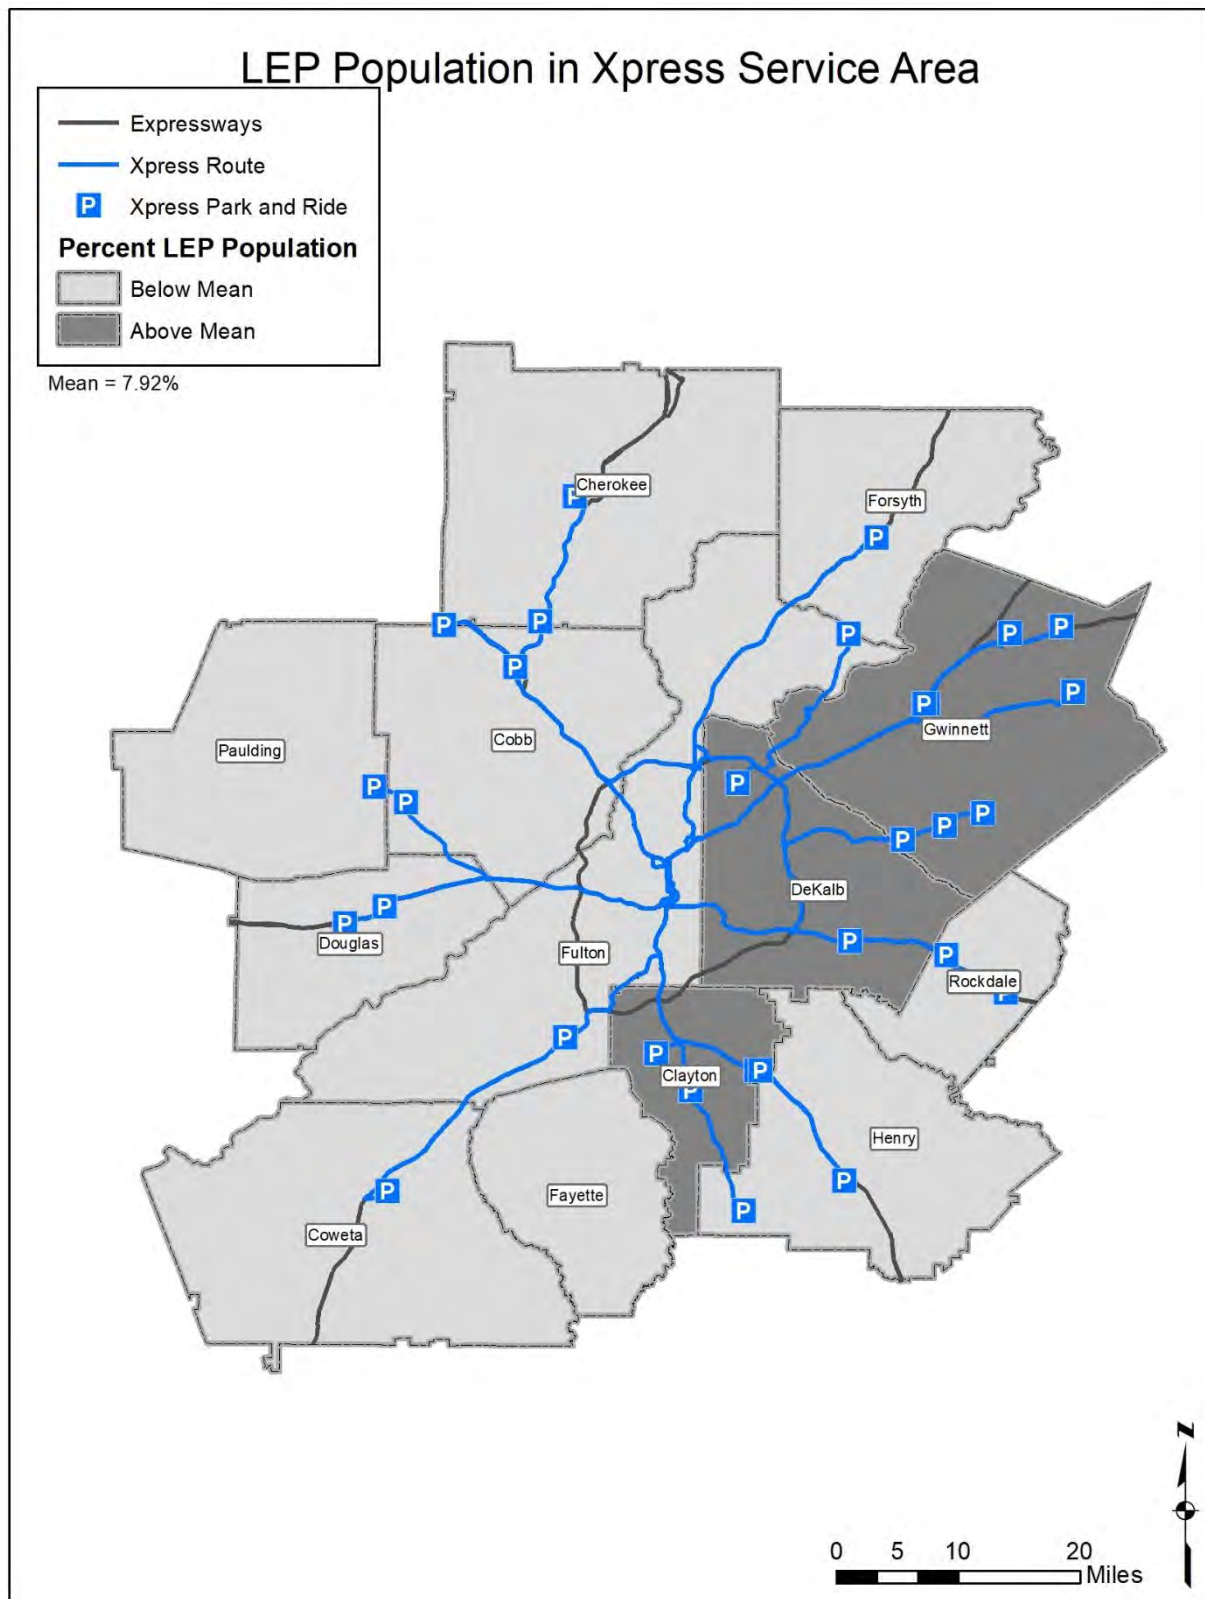 LEP Population in Xpress Service Area
Expressways
Xpress Route
P Xpress Park and Ride
Percent LEP Population
Below Mean
Above Mean
Mean = 7.92%
Cherokee
P
Forsyth
P
P
P
P
P
P
P
P
P
P
Gwinnett
Cobb
Paulding
P
P
P
P
P
P
P
DeKalb
P
P
Douglas
P
Fulton
P
Rockdale
P
P
P
P
Clayton
P
Henry
P
P
P
Fayette
Coweta
Z
0 5 10 20
Miles